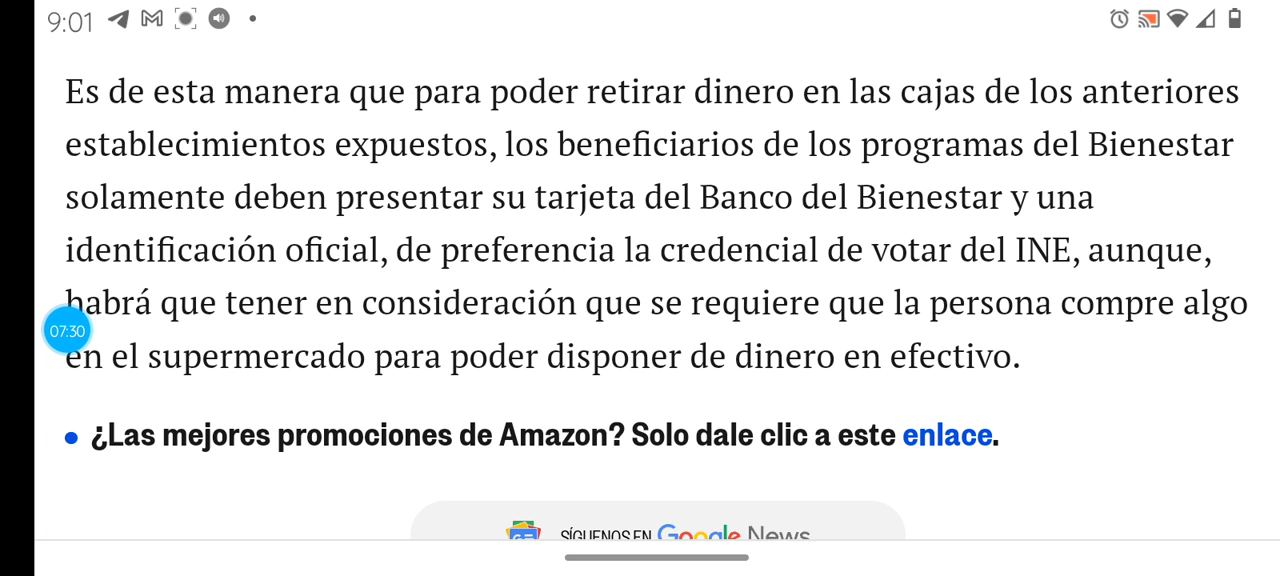 9:01
Es de esta manera que para poder retirar dinero en las cajas de los anteriores
establecimientos expuestos, los beneficiarios de los programas del Bienestar
solamente deben presentar su tarjeta del Banco del Bienestar y una
identificación oficial, de preferencia la credencial de votar del INE, aunque,
habrá que tener en consideración que se requiere que la persona compre algo
07:30
en el supermercado para poder disponer de dinero en efectivo.
• ¿Las mejores promociones de Amazon? Solo dale clic a este enlace.
SÍGUENOS EN Google News